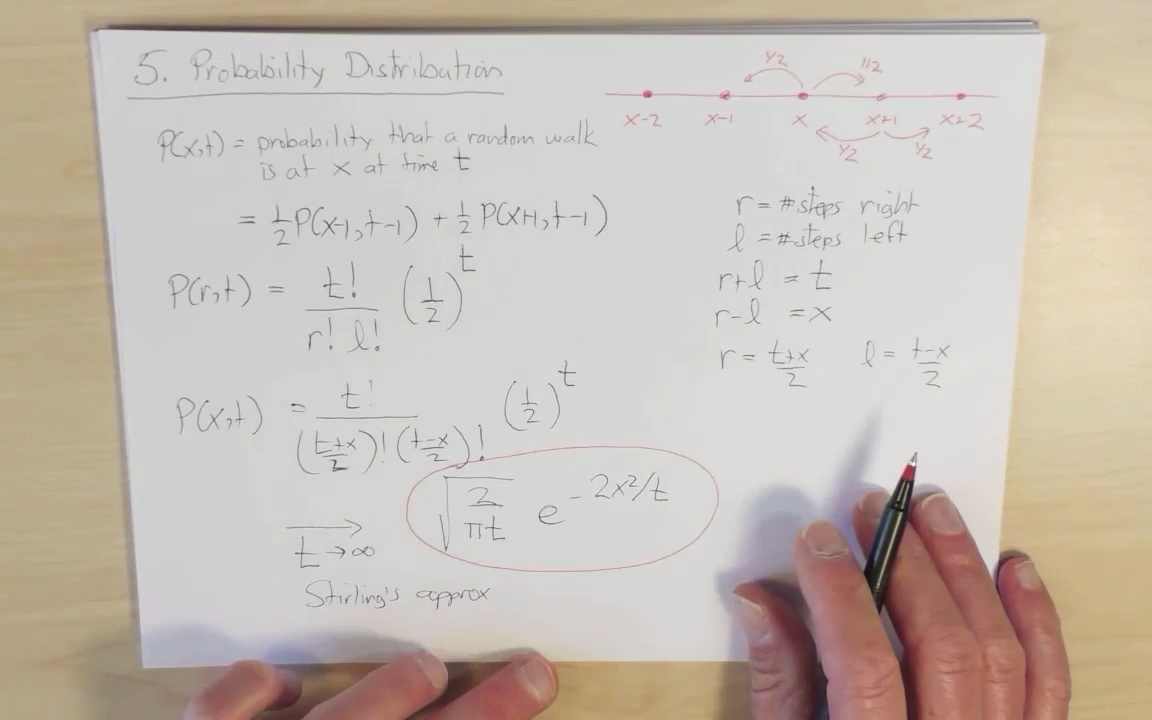 5. Probability Distribution
1/2 1/2
x-2 x-1 x x+1 x+2
1/2 1/2
P(x,t) = probability that a random walk
is at x at time t
= 1/2 P(x-1,t-1) + 1/2 P(x+1,t-1)
P(r,t) = t!/(r! l!) (1/2)^t
P(x,t) = t!/((t+x)/2)!((t-x)/2)! (1/2)^t
→ t→∞ √(2/πt) e^(-2x²/t)
Stirling's approx
r = #steps right
l = #steps left
r+l = t
r-l = x
r = (t+x)/2 l = (t-x)/2